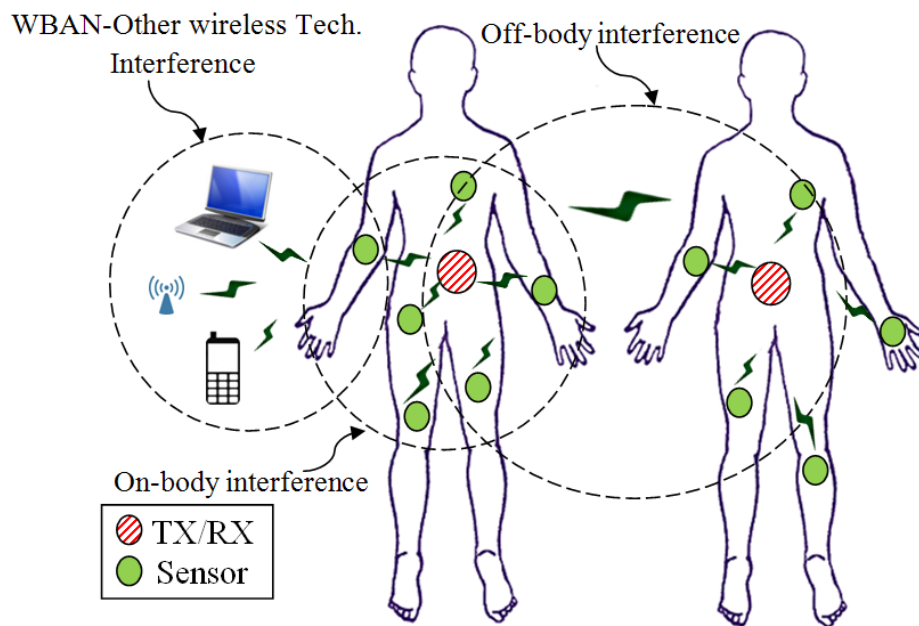 WBAN-Other wireless Tech.
Interference
Off-body interference
On-body interference
TX/RX
Sensor